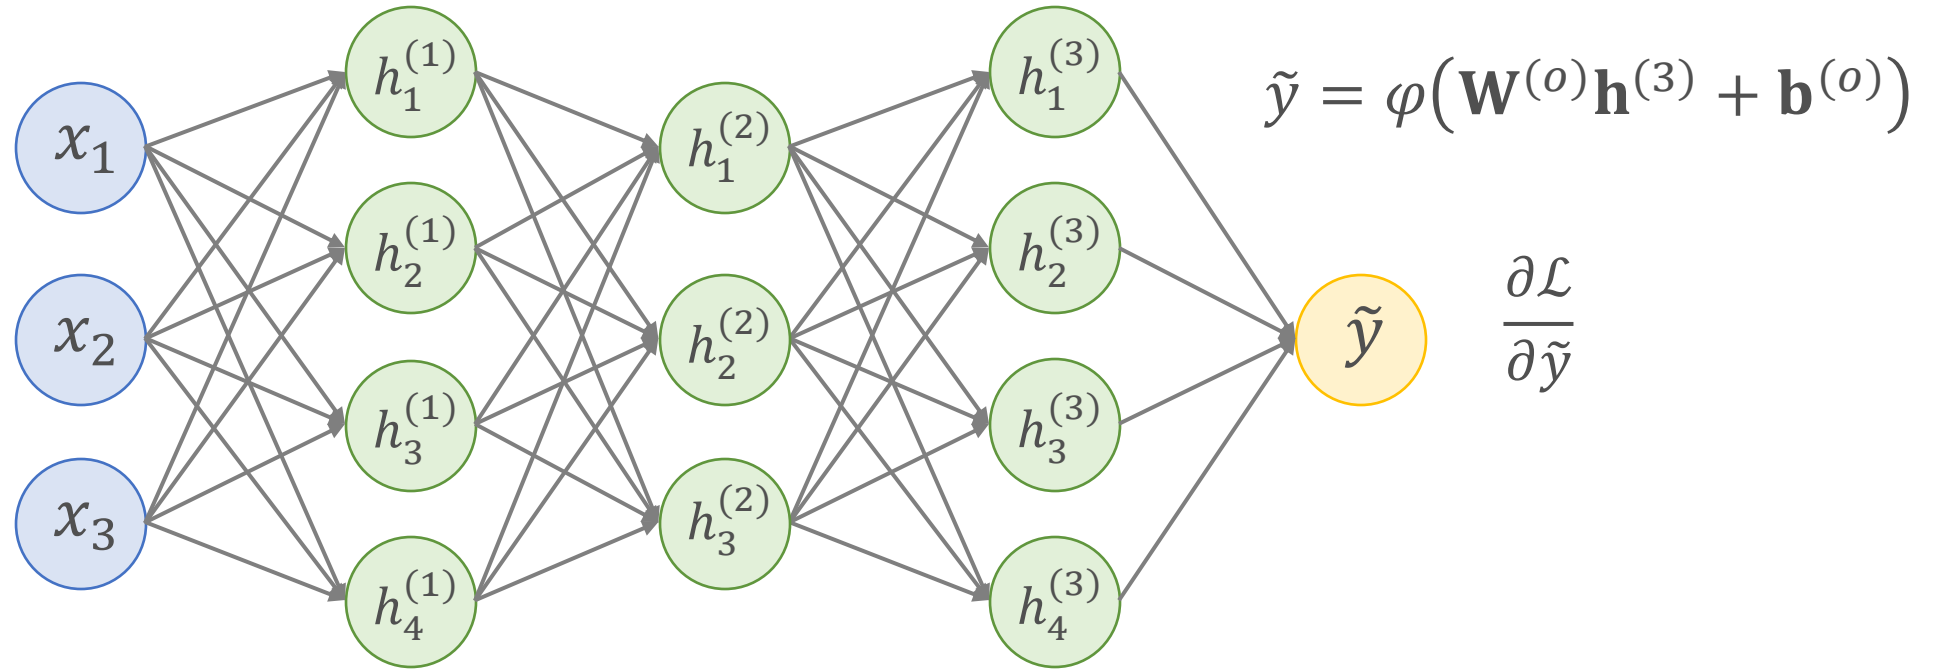 x₁
x₂
x₃
h₁⁽¹⁾
h₂⁽¹⁾
h₃⁽¹⁾
h₄⁽¹⁾
h₁⁽²⁾
h₂⁽²⁾
h₃⁽²⁾
h₁⁽³⁾
h₂⁽³⁾
h₃⁽³⁾
h₄⁽³⁾
ỹ
ỹ = φ(𝐖⁽ᵒ⁾𝐡⁽³⁾ + 𝐛⁽ᵒ⁾)
∂ℒ
∂ỹ